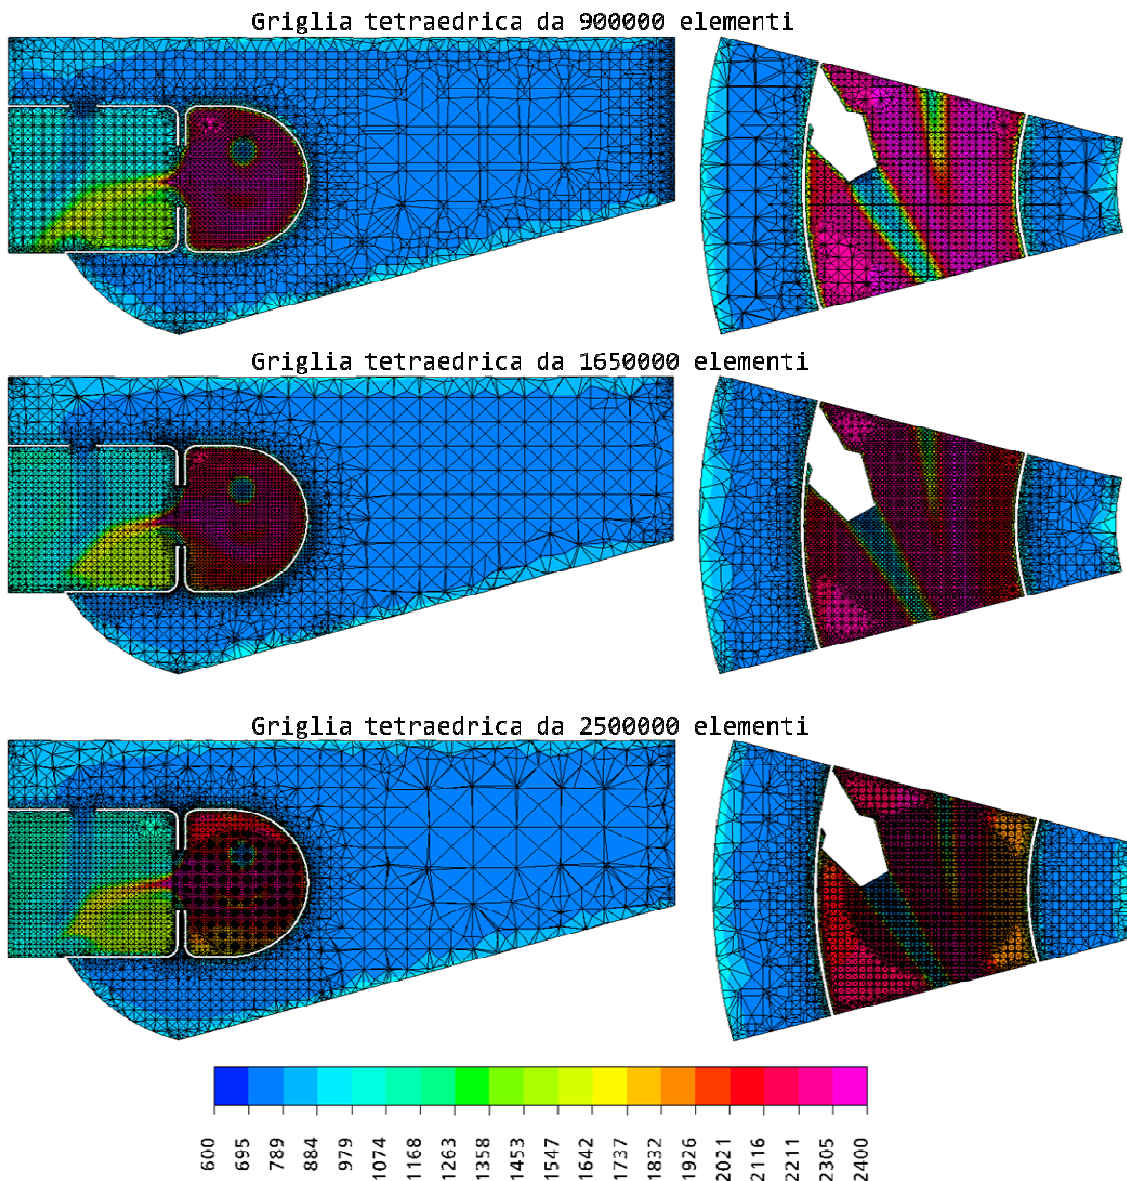 Griglia tetraedrica da 900000 elementi
Griglia tetraedrica da 1650000 elementi
Griglia tetraedrica da 2500000 elementi
600 695 789 884 979 1074 1168 1263 1358 1453 1547 1642 1737 1832 1926 2021 2116 2211 2305 2400